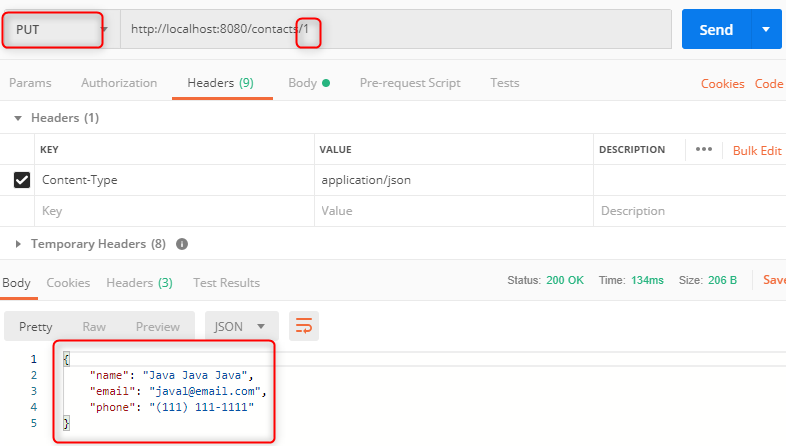 PUT http://localhost:8080/contacts/1 Send
Params Authorization Headers (9) Body Pre-request Script Tests Cookies Code
Headers (1)
KEY VALUE DESCRIPTION ••• Bulk Edit
Content-Type application/json
Key Value Description
Temporary Headers (8) i
Body Cookies Headers (3) Test Results Status: 200 OK Time: 134ms Size: 206 B Save
Pretty Raw Preview JSON
1 {
2 "name": "Java Java Java",
3 "email": "java1@email.com",
4 "phone": "(111) 111-1111"
5 }